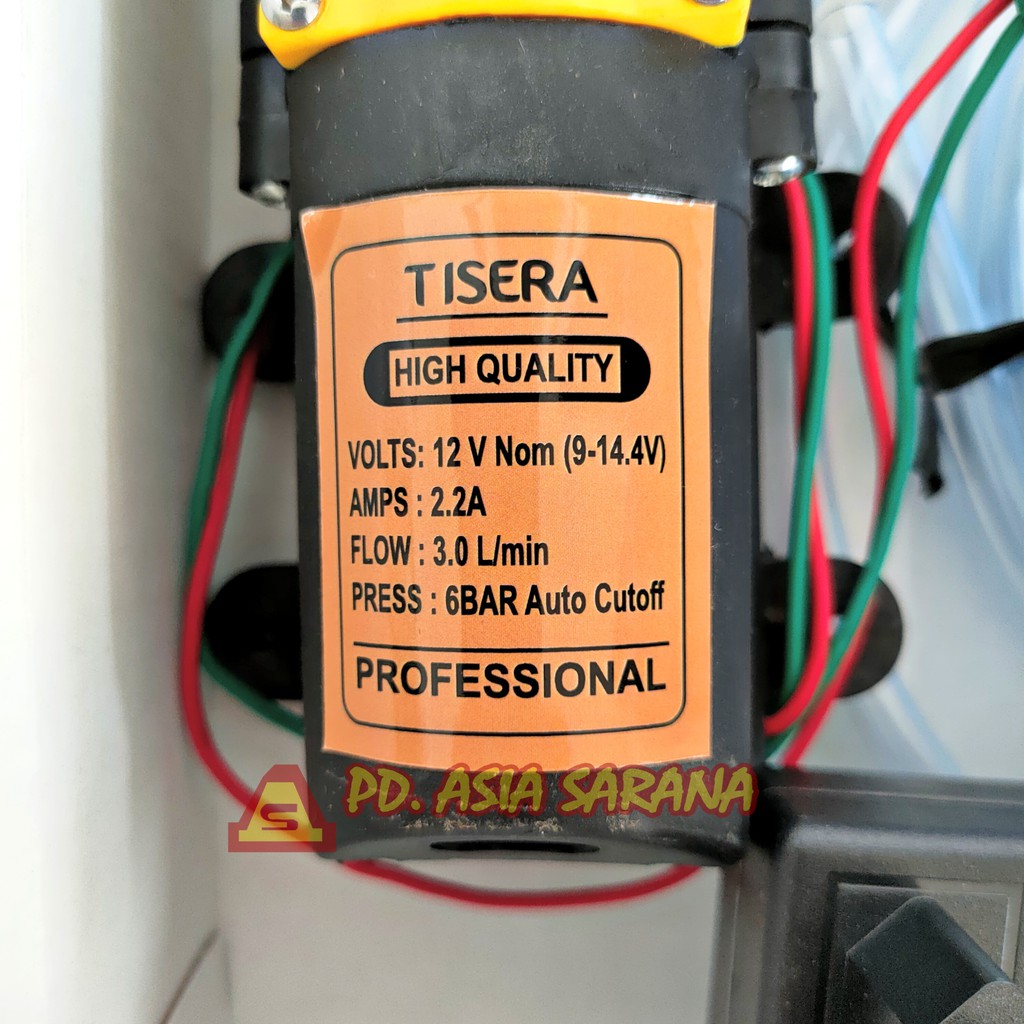 TISERA
HIGH QUALITY
VOLTS: 12 V Nom (9-14.4V)
AMPS : 2.2A
FLOW : 3.0 L/min
PRESS : 6BAR Auto Cutoff
PROFESSIONAL
S PD. ASIA SARANA